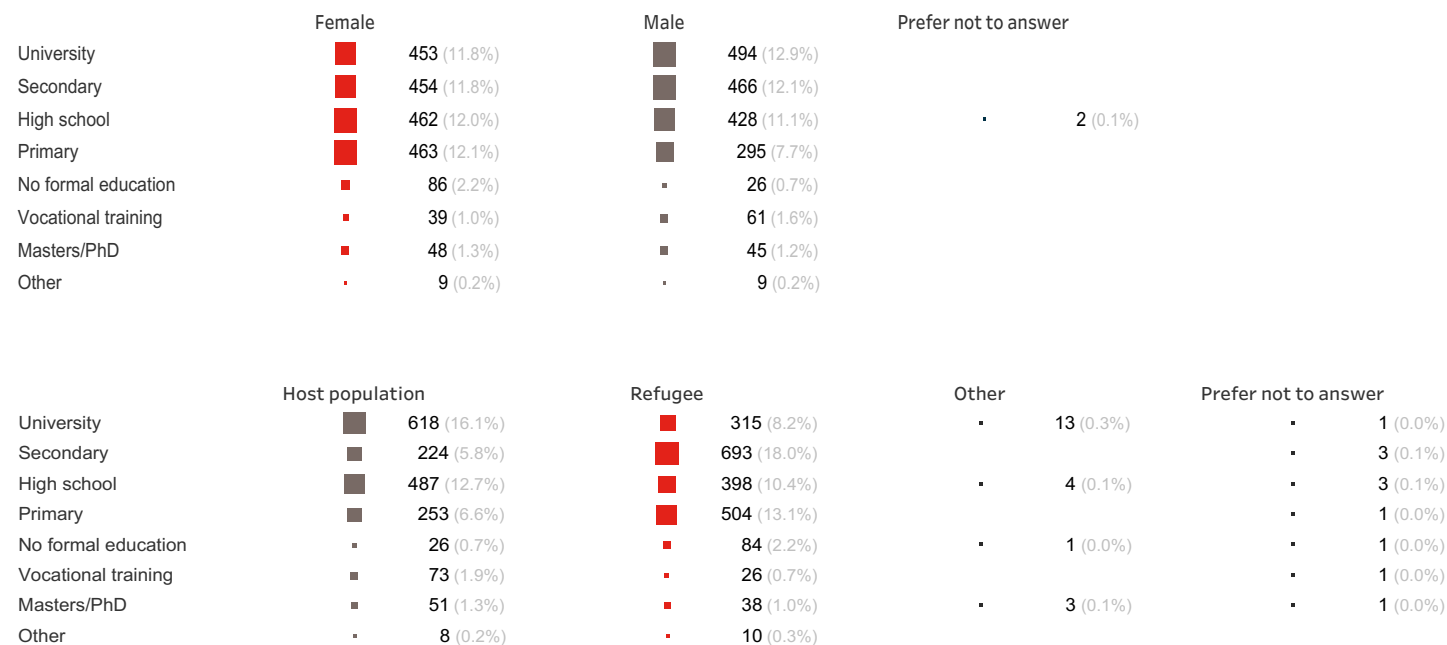 Female Male Prefer not to answer
University 453 (11.8%) 494 (12.9%)
Secondary 454 (11.8%) 466 (12.1%)
High school 462 (12.0%) 428 (11.1%) 2 (0.1%)
Primary 463 (12.1%) 295 (7.7%)
No formal education 86 (2.2%) 26 (0.7%)
Vocational training 39 (1.0%) 61 (1.6%)
Masters/PhD 48 (1.3%) 45 (1.2%)
Other 9 (0.2%) 9 (0.2%)
Host population Refugee Other Prefer not to answer
University 618 (16.1%) 315 (8.2%) 13 (0.3%) 1 (0.0%)
Secondary 224 (5.8%) 693 (18.0%) 3 (0.1%)
High school 487 (12.7%) 398 (10.4%) 4 (0.1%) 3 (0.1%)
Primary 253 (6.6%) 504 (13.1%) 1 (0.0%)
No formal education 26 (0.7%) 84 (2.2%) 1 (0.0%) 1 (0.0%)
Vocational training 73 (1.9%) 26 (0.7%) 1 (0.0%)
Masters/PhD 51 (1.3%) 38 (1.0%) 3 (0.1%) 1 (0.0%)
Other 8 (0.2%) 10 (0.3%)